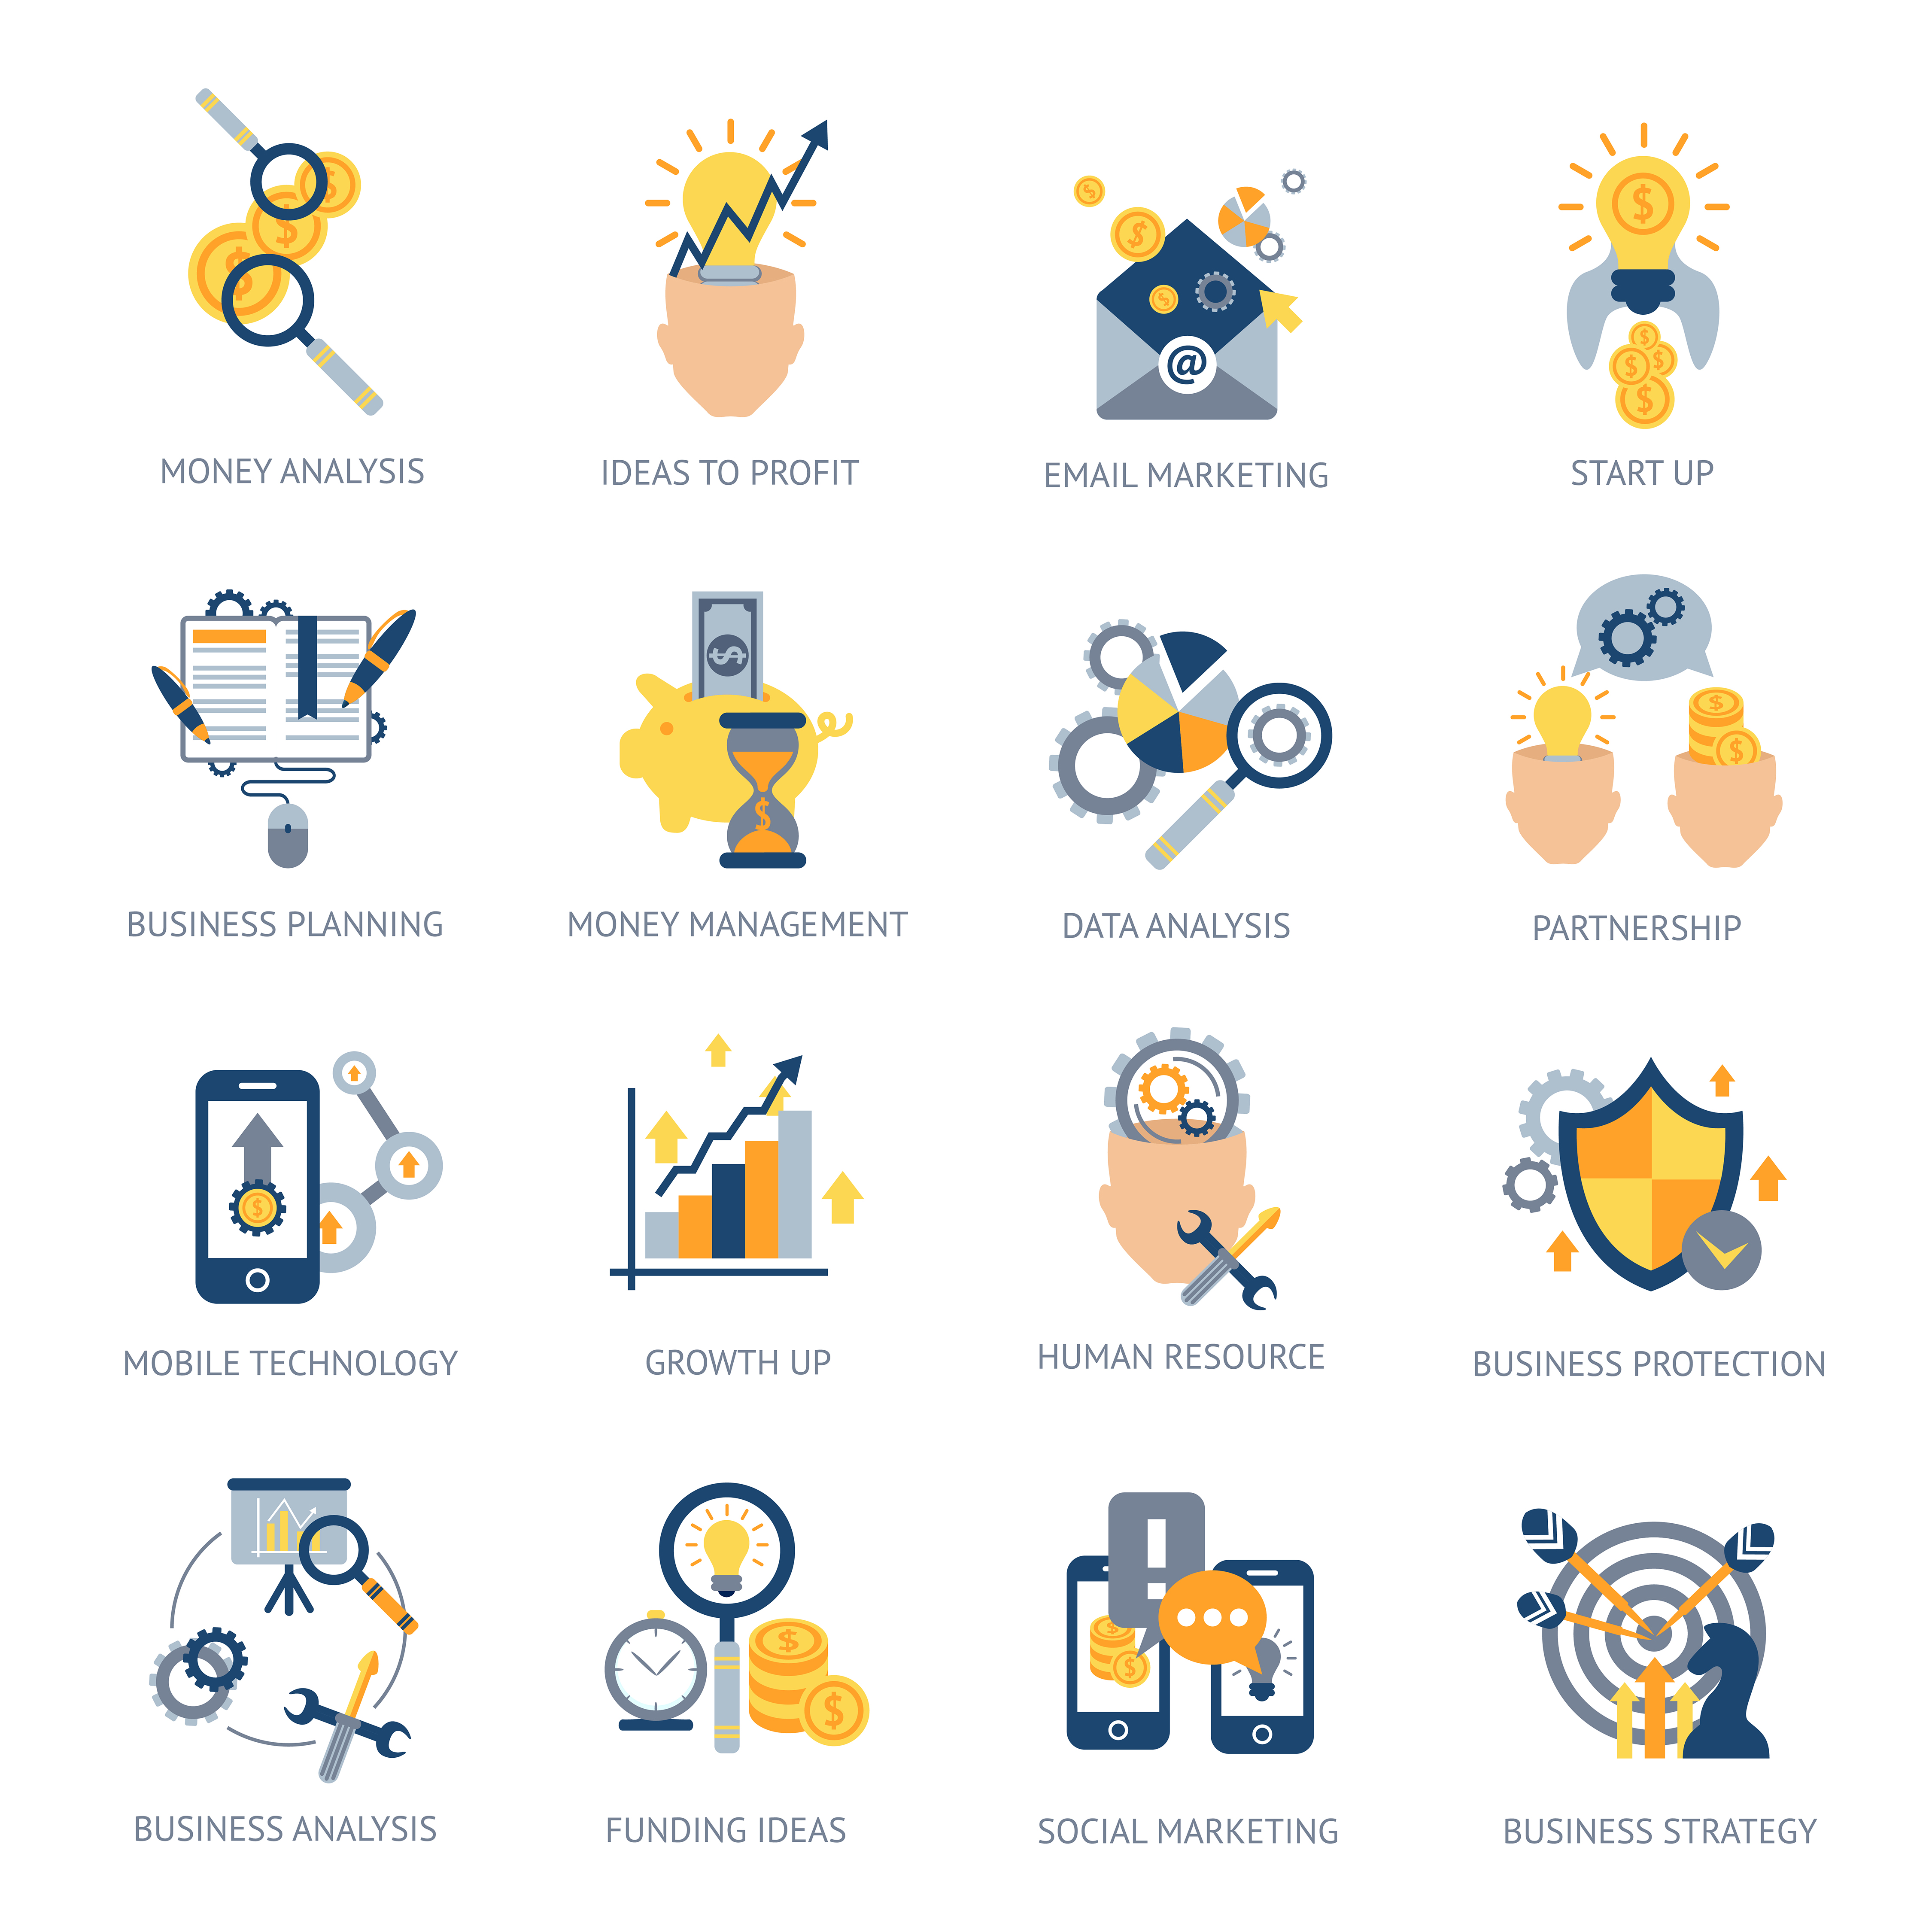 MONEY ANALYSIS
IDEAS TO PROFIT
EMAIL MARKETING
START UP
BUSINESS PLANNING
MONEY MANAGEMENT
DATA ANALYSIS
PARTNERSHIP
MOBILE TECHNOLOGY
GROWTH UP
HUMAN RESOURCE
BUSINESS PROTECTION
BUSINESS ANALYSIS
FUNDING IDEAS
SOCIAL MARKETING
BUSINESS STRATEGY